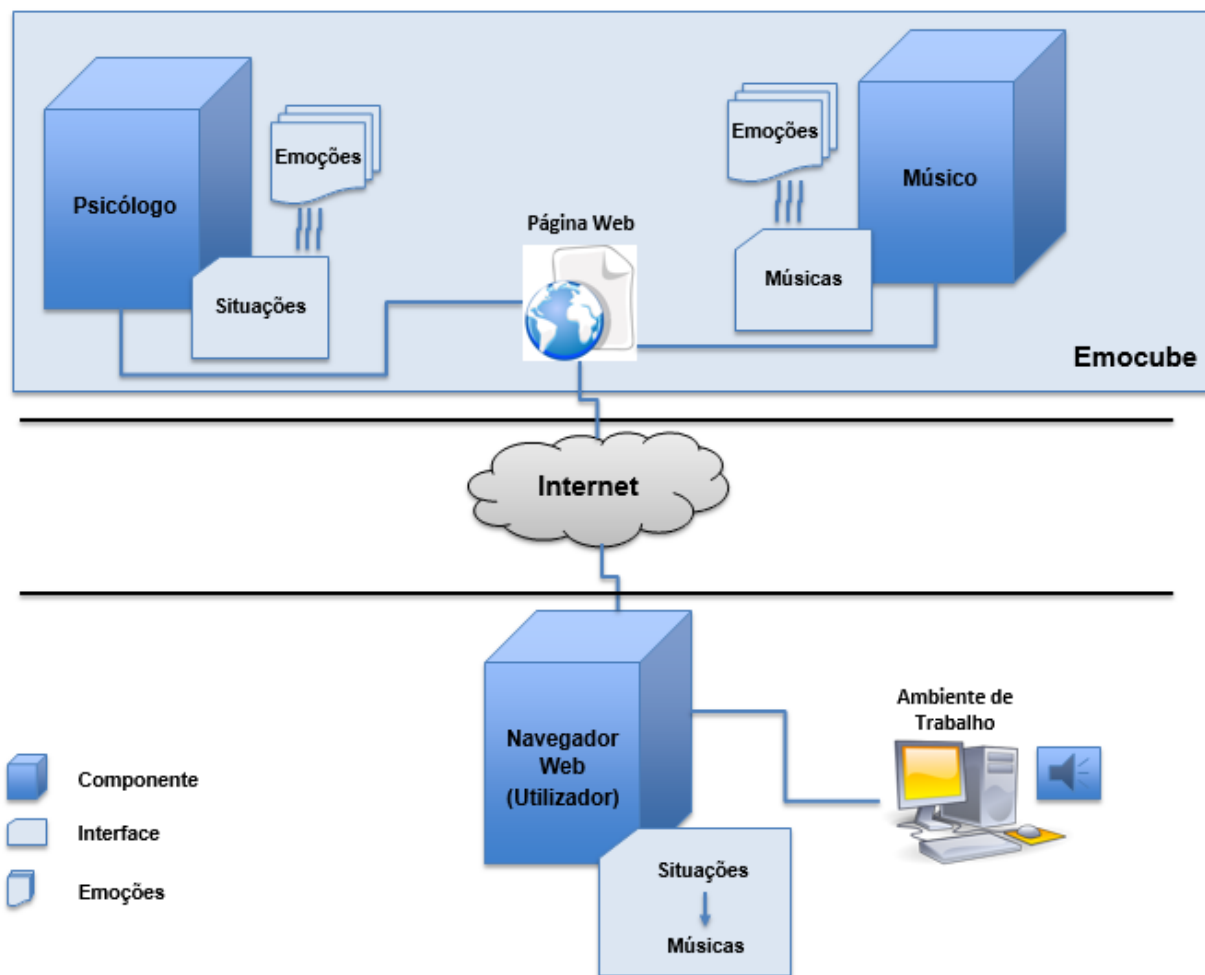 Psicólogo
Emoções
Situações
Página Web
Emoções
Músicas
Músico
Emocube
Internet
Navegador
Web
(Utilizador)
Situações
Músicas
Ambiente de
Trabalho
Componente
Interface
Emoções